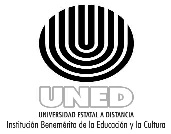 UNED
UNIVERSIDAD ESTATAL A DISTANCIA
Institución Benemérita de la Educación y la Cultura